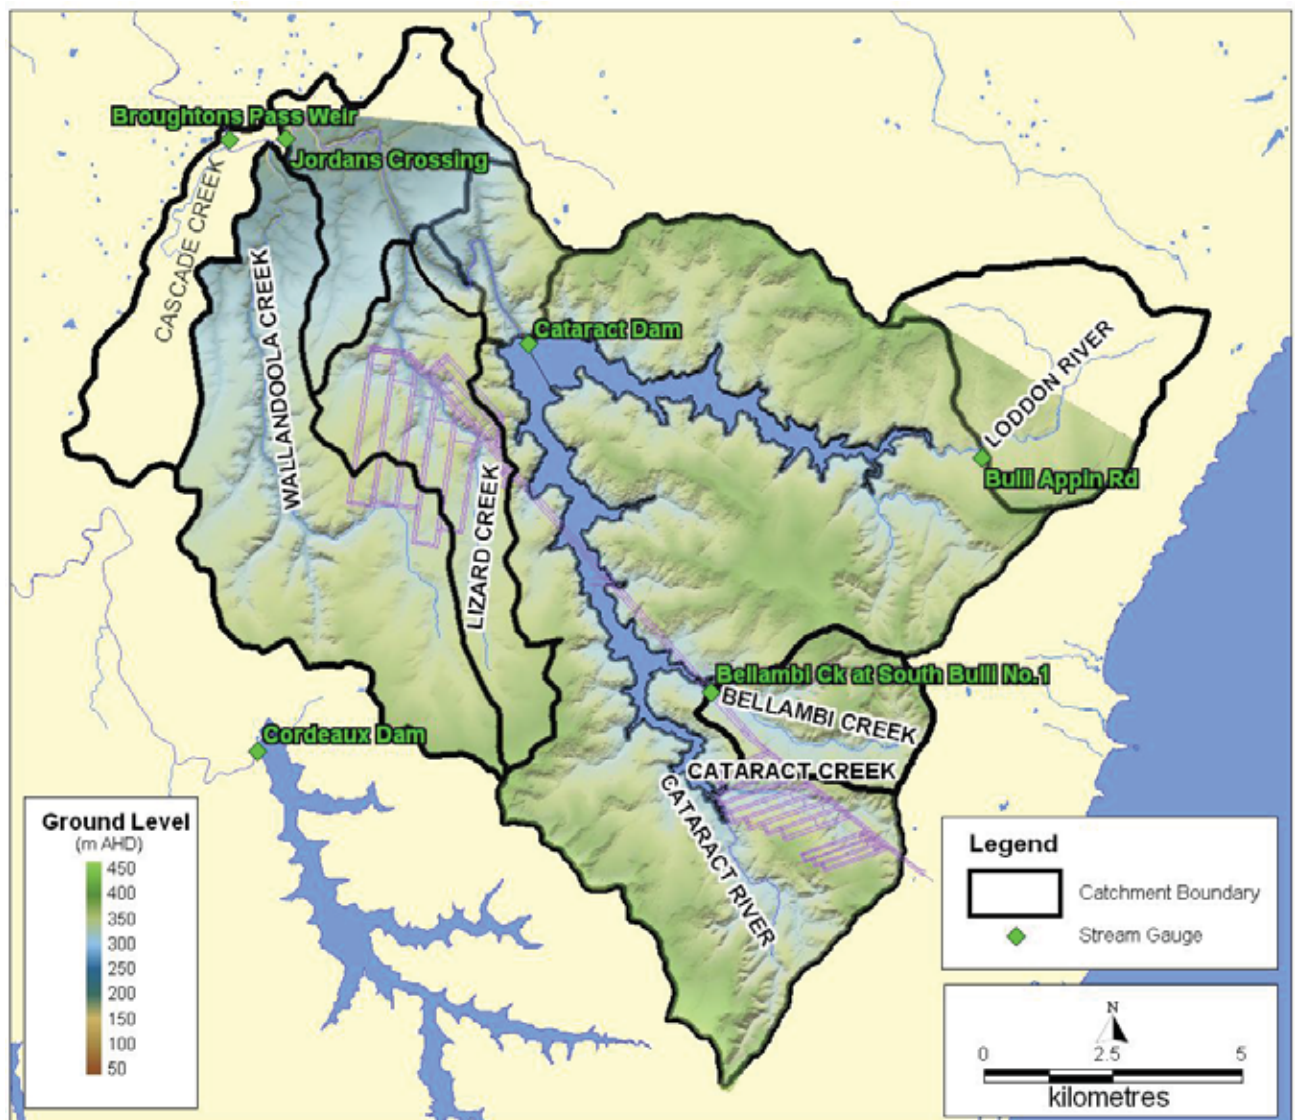 Broughtons Pass Weir
Jordans Crossing
CASCADE CREEK
WALLANDOOLA CREEK
Cataract Dam
LODDON RIVER
Bulli Appin Rd
LIZARD CREEK
Bellambi Ck at South Bulli No.1
BELLAMBI CREEK
Cordeaux Dam
CATARACT CREEK
CATARACT RIVER
Ground Level
(m AHD)
450
400
350
300
250
200
150
100
50
Legend
Catchment Boundary
Stream Gauge
N
0 2.5 5
kilometres